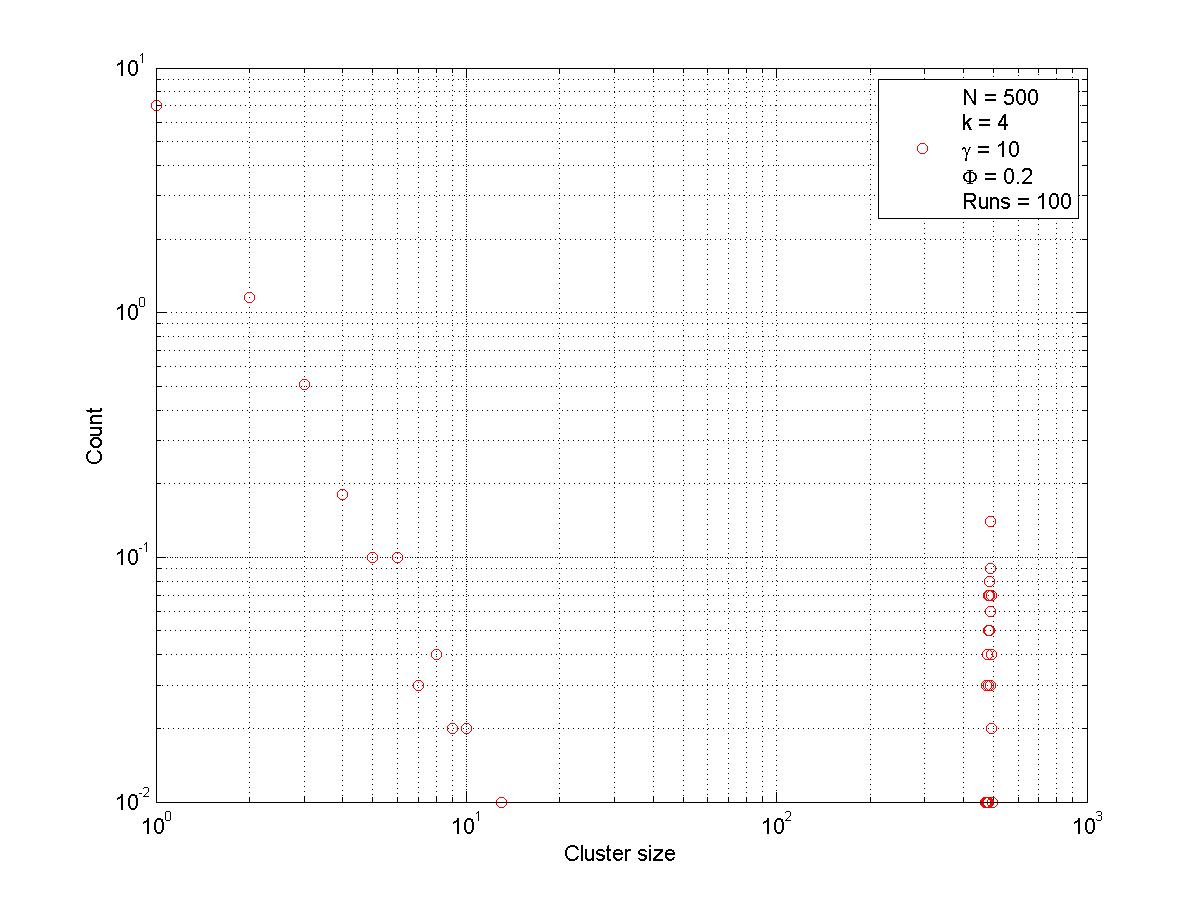 10^1
10^0
10^-1
10^-2
Count
10^0 10^1 10^2 10^3
Cluster size
N = 500
k = 4
γ = 10
Φ = 0.2
Runs = 100